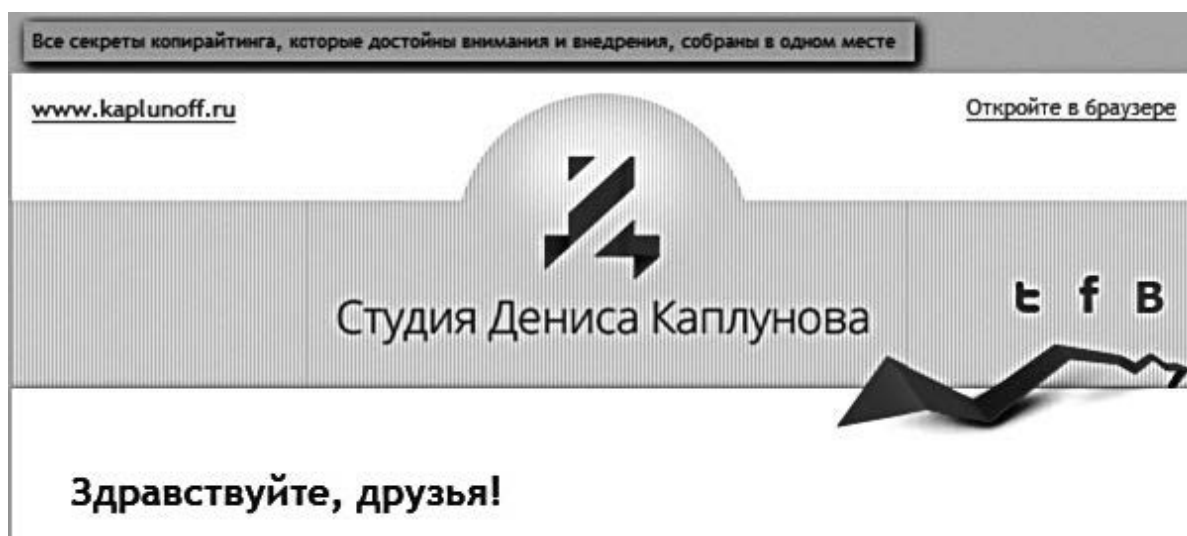 Все секреты копирайтинга, которые достойны внимания и внедрения, собраны в одном месте
www.kaplunoff.ru
Откройте в браузере
Студия Дениса Каплунова
t f B
Здравствуйте, друзья!